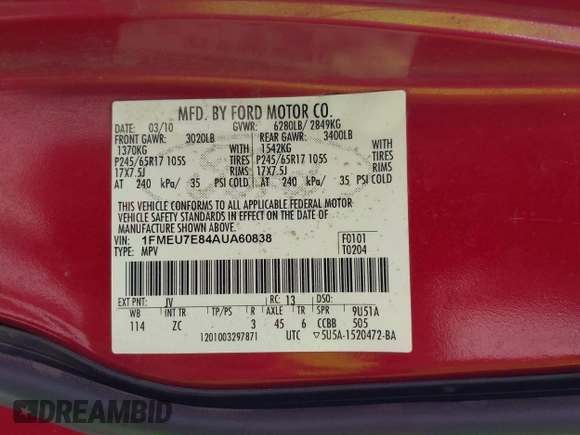 MFD. BY FORD MOTOR CO.
DATE: 03/10 GVWR: 6280LB/ 2849KG
FRONT GAWR: 3020LB REAR GAWR: 3400LB
1370KG WITH 1542KG WITH
P245/65R17 105S TIRES P245/65R17 105S TIRES
17X7.5J RIMS 17X7.5J RIMS
AT 240 kPa/ 35 PSI COLD AT 240 kPa/ 35 PSI COLD
THIS VEHICLE CONFORMS TO ALL APPLICABLE FEDERAL MOTOR
VEHICLE SAFETY STANDARDS IN EFFECT ON THE DATE OF
MANUFACTURE SHOWN ABOVE.
VIN: 1FMEU7E84AUA60838 F0101
TYPE: MPV T0204
EXT PNT: JV RC: 13 DSO:
WB INT TR TP/PS R AX TR SPR 9U51A
114 ZC 3 45 6 CCBB 505
1201003297871 UTC 5U5A-1520472-BA
DREAMBID